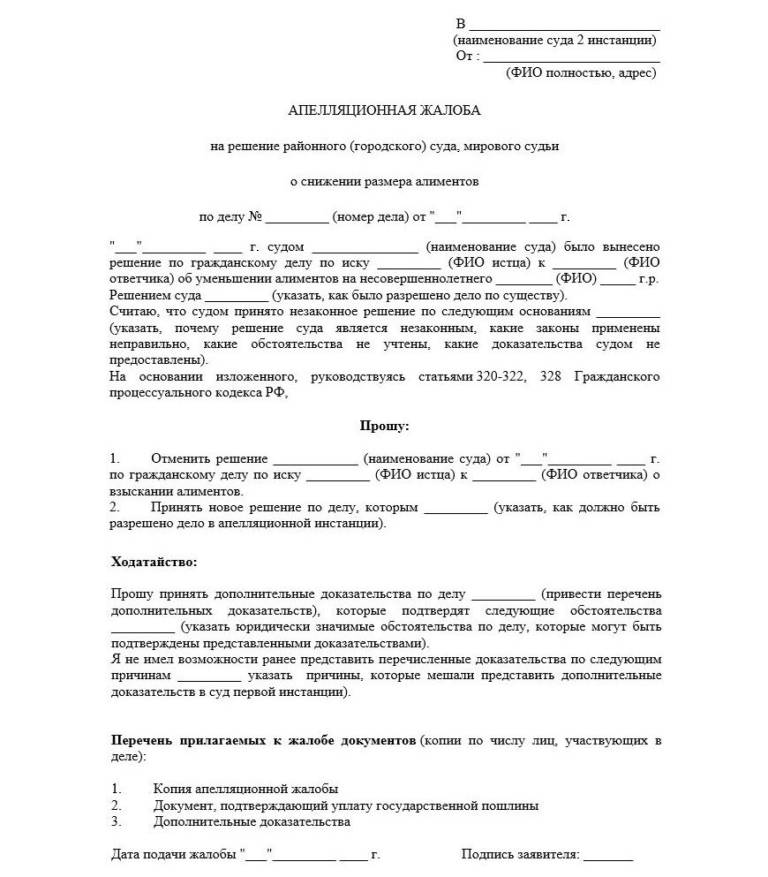 В ___________________________
(наименование суда 2 инстанции)
От : _________________________
(ФИО полностью, адрес)
АПЕЛЛЯЦИОННАЯ ЖАЛОБА
на решение районного (городского) суда, мирового судьи
о снижении размера алиментов
по делу № _________ (номер дела) от "___"_________ ____ г.
"___"_________ ____ г. судом _______________ (наименование суда) было вынесено
решение по гражданскому делу по иску _________ (ФИО истца) к _________ (ФИО
ответчика) об уменьшении алиментов на несовершеннолетнего ________ (ФИО) _____ г.р.
Решением суда _________ (указать, как было разрешено дело по существу).
Считаю, что судом принято незаконное решение по следующим основаниям _________
(указать, почему решение суда является незаконным, какие законы применены
неправильно, какие обстоятельства не учтены, какие доказательства судом не
предоставлены).
На основании изложенного, руководствуясь статьями 320-322, 328 Гражданского
процессуального кодекса РФ,
Прошу:
1. Отменить решение ____________ (наименование суда) от "___"_________ ____ г.
по гражданскому делу по иску _________ (ФИО истца) к _________ (ФИО ответчика) о
взыскании алиментов.
2. Принять новое решение по делу, которым _________ (указать, как должно быть
разрешено дело в апелляционной инстанции).
Ходатайство:
Прошу принять дополнительные доказательства по делу _________ (привести перечень
дополнительных доказательств), которые подтвердят следующие обстоятельства
_________ (указать юридически значимые обстоятельства по делу, которые могут быть
подтверждены представленными доказательствами).
Я не имел возможности ранее представить перечисленные доказательства по следующим
причинам _________ указать причины, которые мешали представить дополнительные
доказательств в суд первой инстанции).
Перечень прилагаемых к жалобе документов (копии по числу лиц, участвующих в
деле):
1. Копия апелляционной жалобы
2. Документ, подтверждающий уплату государственной пошлины
3. Дополнительные доказательства
Дата подачи жалобы "___"_________ ____ г. Подпись заявителя: _______